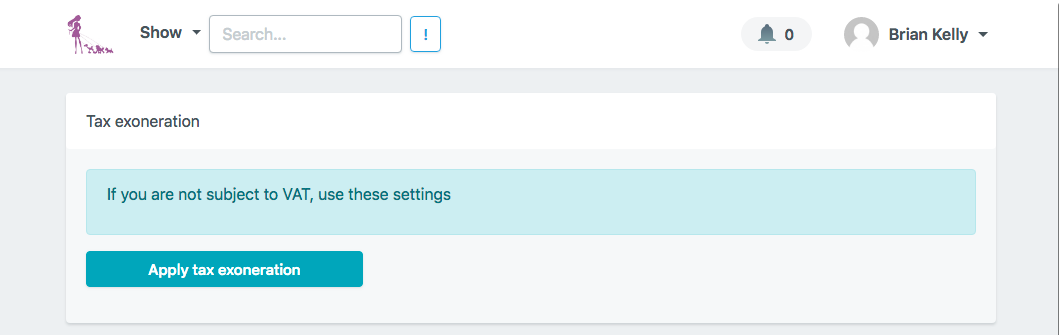 Show
Search...
!
0
Brian Kelly
Tax exoneration
If you are not subject to VAT, use these settings
Apply tax exoneration